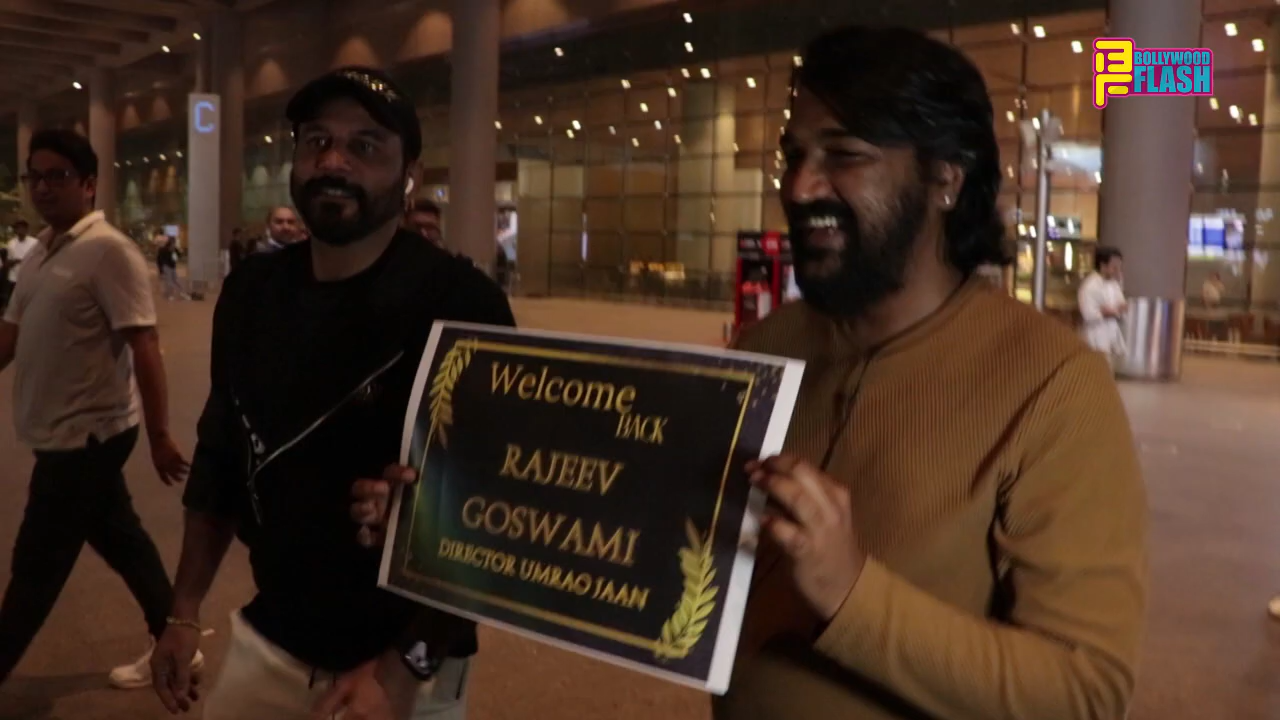 BOLLYWOOD
FLASH
C
Welcome
BACK
RAJEEV
GOSWAMI
DIRECTOR UMRAO JAAN